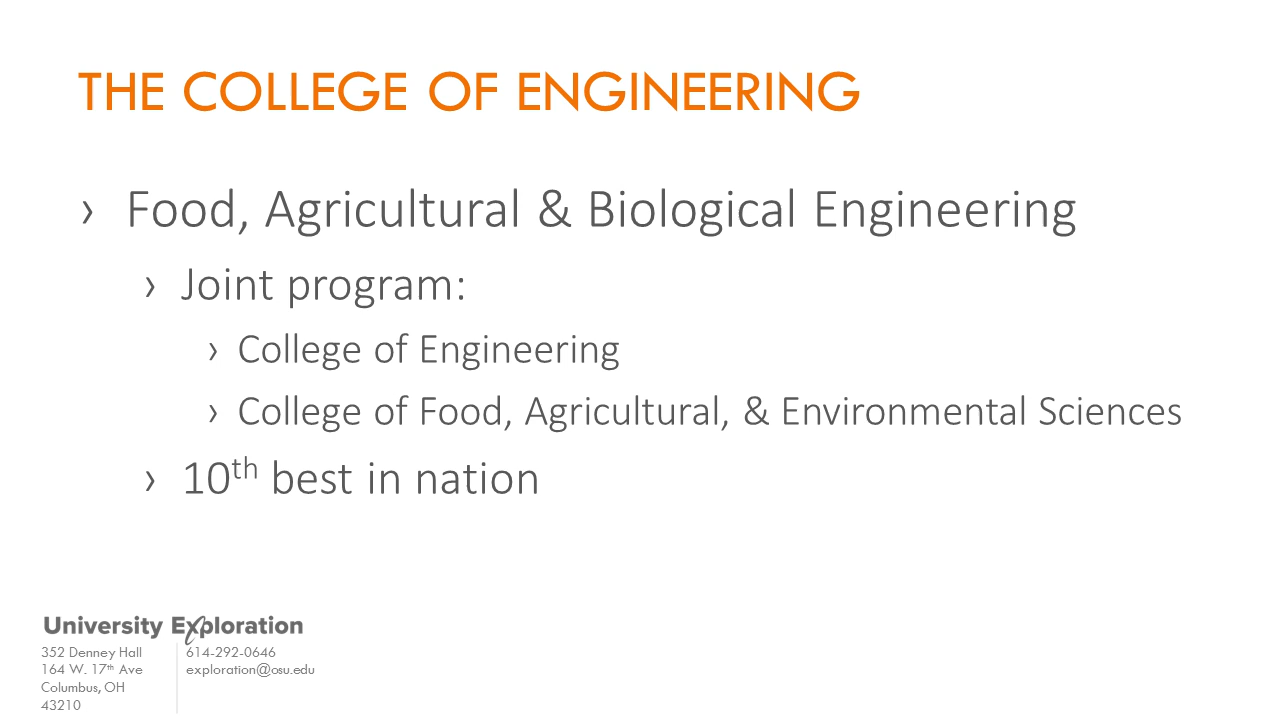 THE COLLEGE OF ENGINEERING
› Food, Agricultural & Biological Engineering
› Joint program:
› College of Engineering
› College of Food, Agricultural, & Environmental Sciences
› 10th best in nation
University Exploration
352 Denney Hall
164 W. 17th Ave
Columbus, OH
43210
614-292-0646
exploration@osu.edu